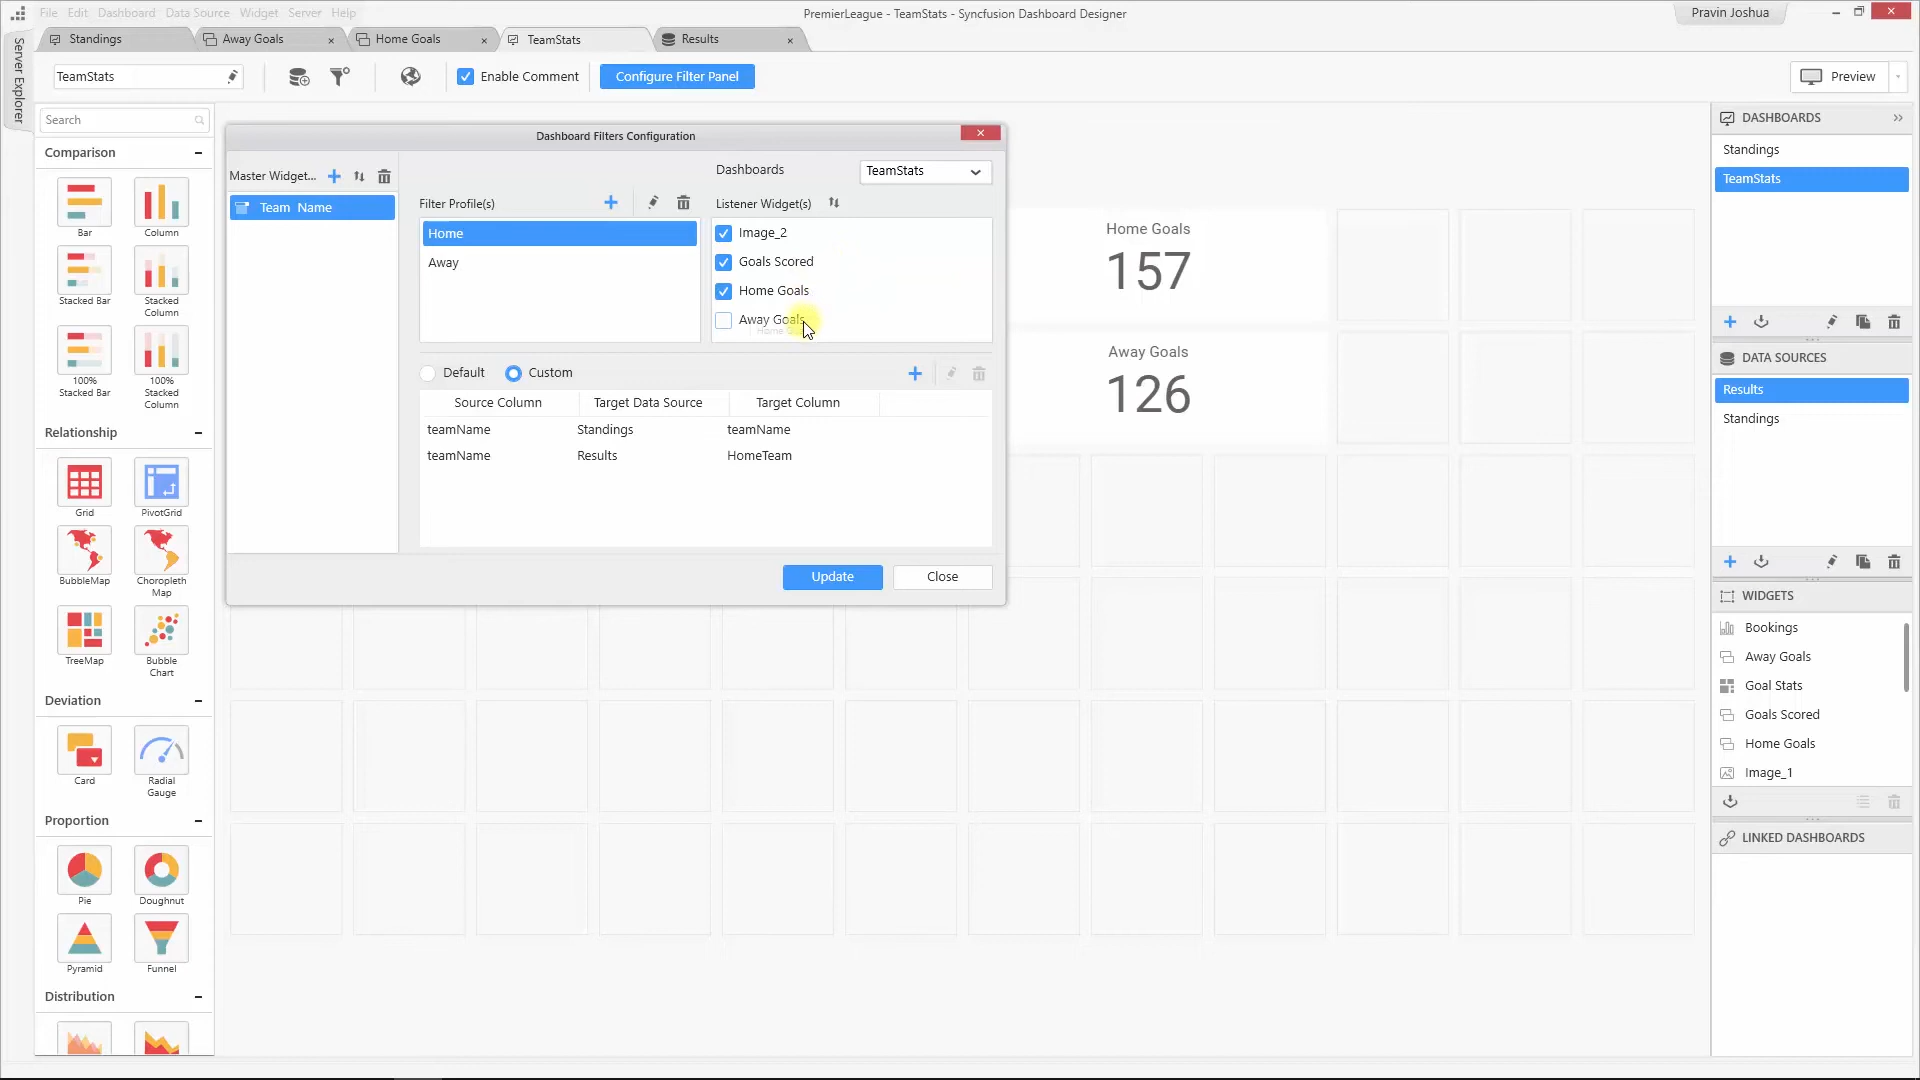 File Edit Dashboard Data Source Widget Server Help
PremierLeague - TeamStats - Syncfusion Dashboard Designer
Pravin Joshua
Server Explorer
Standings
Away Goals
Home Goals
TeamStats
Results
TeamStats
Enable Comment
Configure Filter Panel
Preview
Search
Comparison
Bar
Column
Stacked Bar
Stacked
Column
100%
Stacked Bar
100%
Stacked
Column
Relationship
Grid
PivotGrid
BubbleMap
Choropleth
Map
TreeMap
Bubble
Chart
Deviation
Card
Radial
Gauge
Proportion
Pie
Doughnut
Pyramid
Funnel
Distribution
Dashboard Filters Configuration
Master Widget...
Team Name
Dashboards
TeamStats
Filter Profile(s)
Home
Away
Listener Widget(s)
Image_2
Goals Scored
Home Goals
Away Goals
Default
Custom
Source Column Target Data Source Target Column
teamName Standings teamName
teamName Results HomeTeam
Update
Close
Home Goals
157
Away Goals
126
DASHBOARDS
Standings
TeamStats
DATA SOURCES
Results
Standings
WIDGETS
Bookings
Away Goals
Goal Stats
Goals Scored
Home Goals
Image_1
LINKED DASHBOARDS